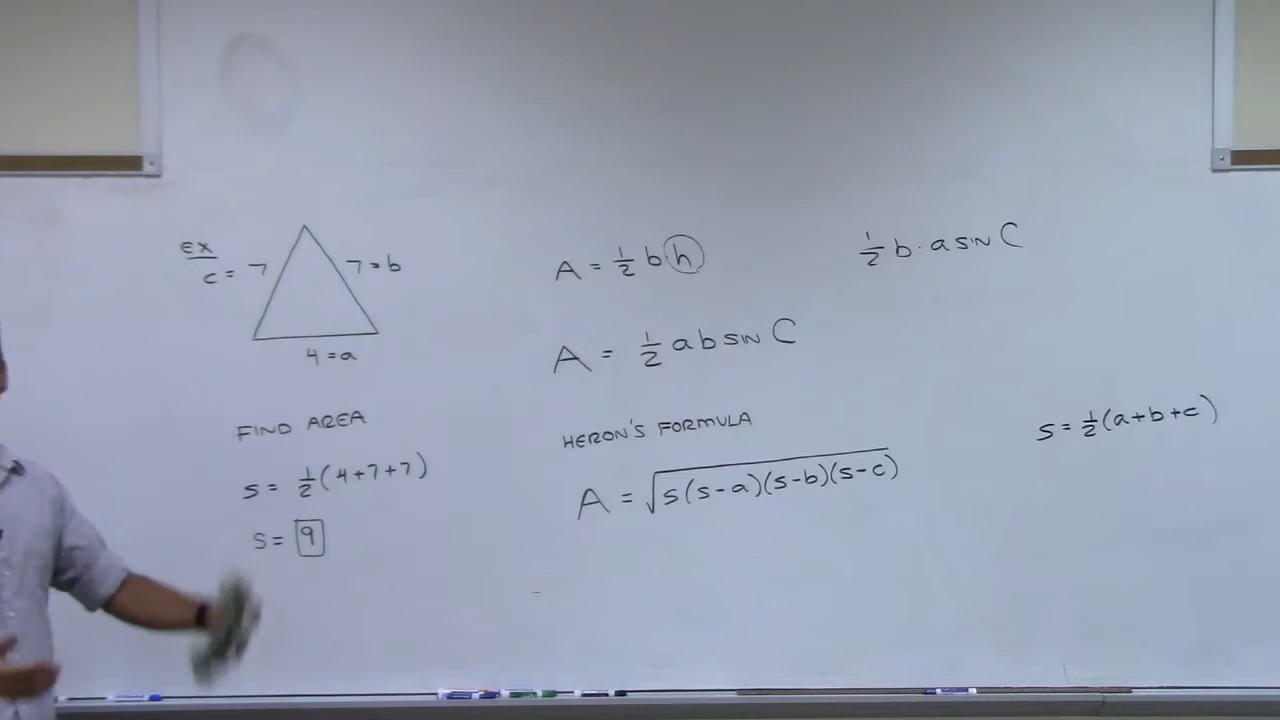 EX
c = 7
7 = b
4 = a
FIND AREA
s = 1/2 (4+7+7)
s = 9
A = 1/2 b h
A = 1/2 a b sin C
HERON'S FORMULA
A = √s(s-a)(s-b)(s-c)
1/2 b · a sin C
s = 1/2 (a+b+c)